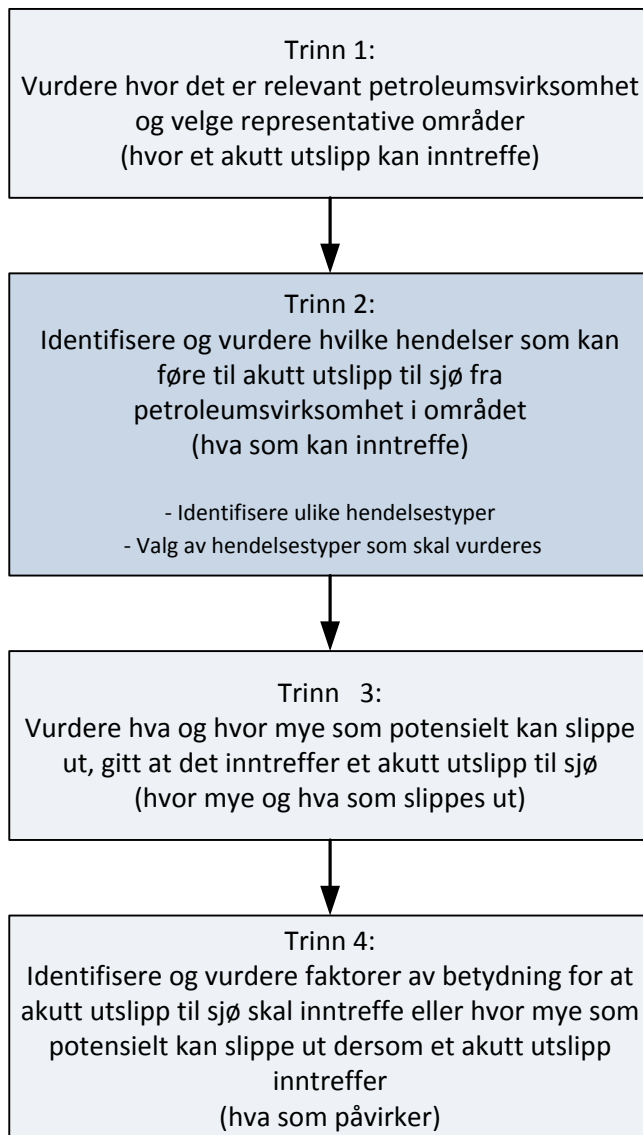 Trinn 1:
Vurdere hvor det er relevant petroleumsvirksomhet
og velge representative områder
(hvor et akutt utslipp kan inntreffe)
Trinn 2:
Identifisere og vurdere hvilke hendelser som kan
føre til akutt utslipp til sjø fra
petroleumsvirksomhet i området
(hva som kan inntreffe)
- Identifisere ulike hendelsestyper
- Valg av hendelsestyper som skal vurderes
Trinn 3:
Vurdere hva og hvor mye som potensielt kan slippe
ut, gitt at det inntreffer et akutt utslipp til sjø
(hvor mye og hva som slippes ut)
Trinn 4:
Identifisere og vurdere faktorer av betydning for at
akutt utslipp til sjø skal inntreffe eller hvor mye som
potensielt kan slippe ut dersom et akutt utslipp
inntreffer
(hva som påvirker)